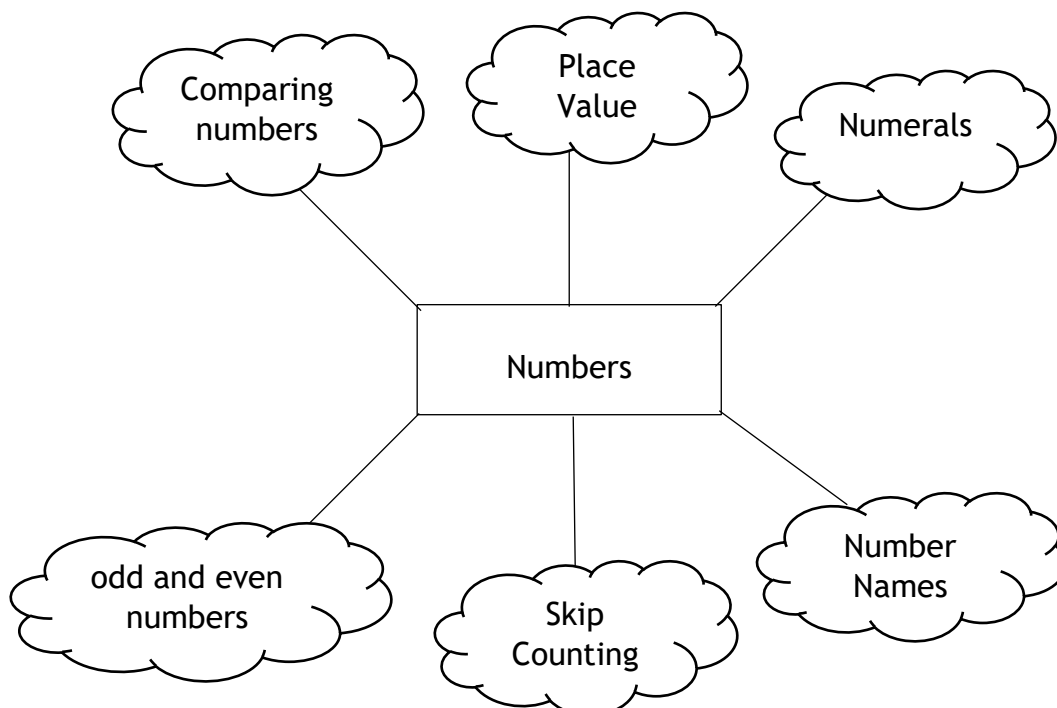 Comparing
numbers
Place
Value
Numerals
Numbers
odd and even
numbers
Skip
Counting
Number
Names